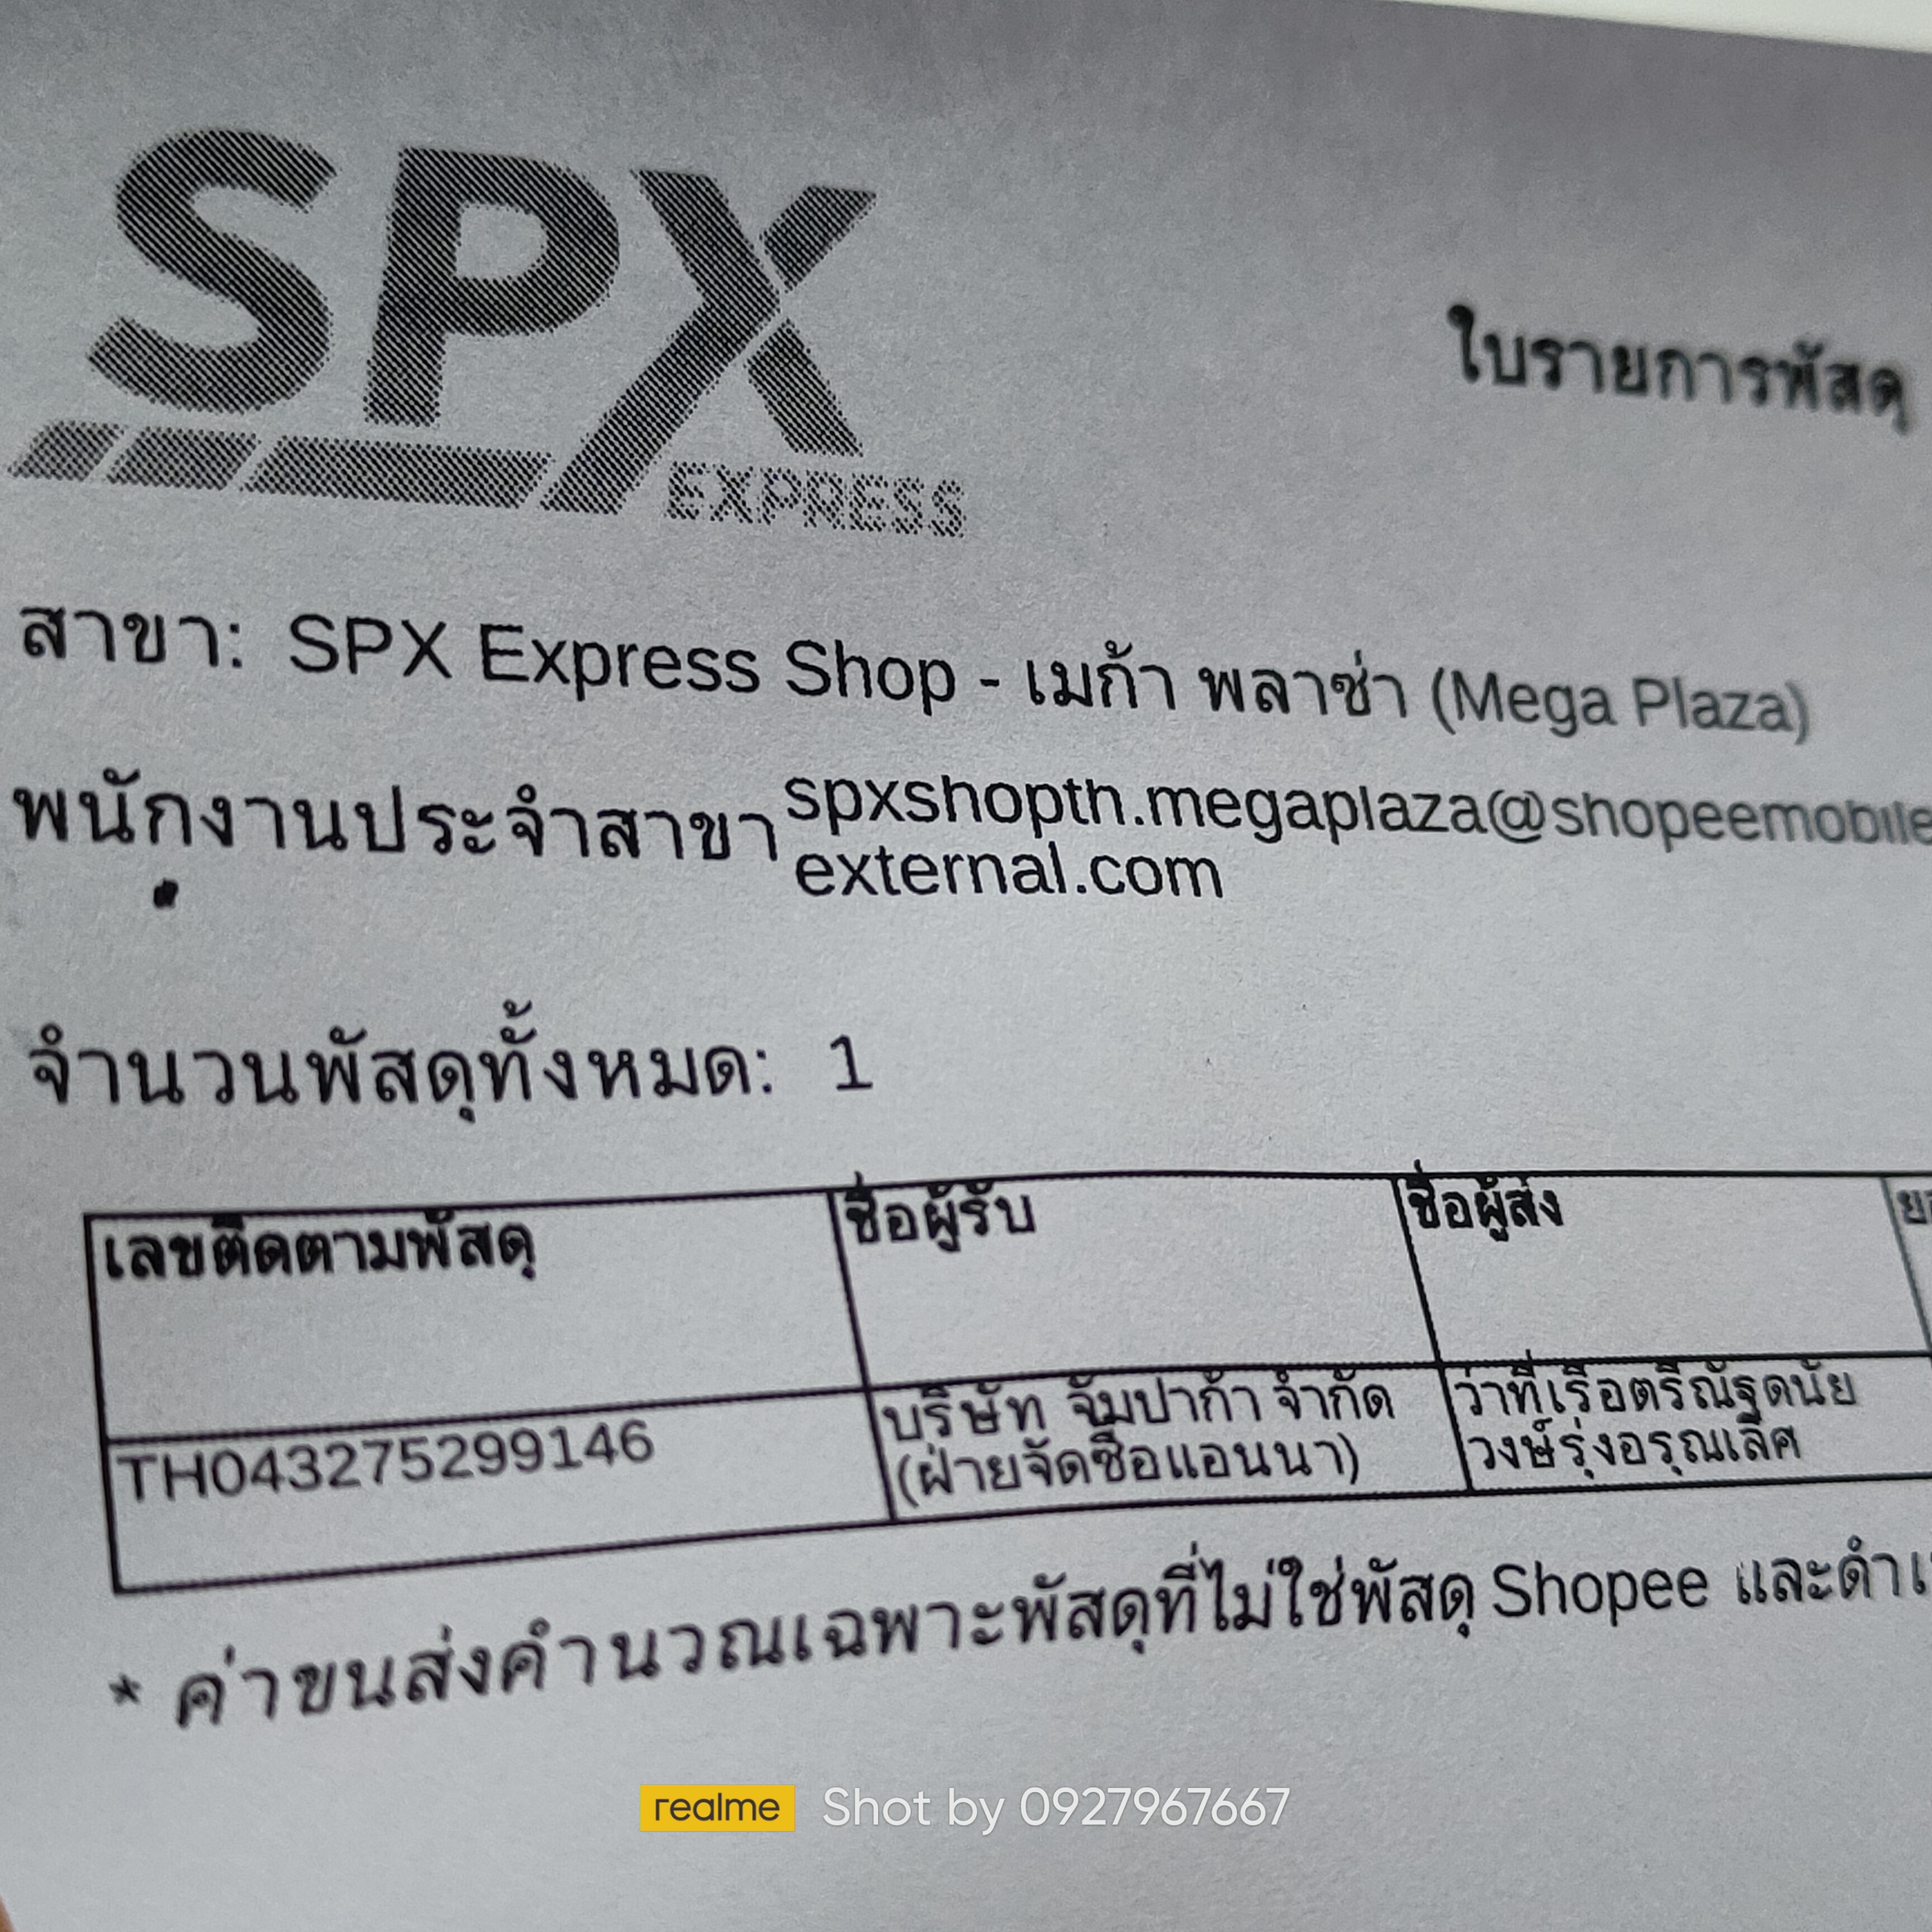 SPX
EXPRESS
ใบรายการพัสดุ
สาขา: SPX Express Shop - เมก้า พลาซ่า (Mega Plaza)
พนักงานประจำสาขา spxshopth.megaplaza@shopeemobile
external.com
จำนวนพัสดุทั้งหมด: 1
เลขติดตามพัสดุ ชื่อผู้รับ ชื่อผู้ส่ง
TH043275299146 บริษัท จัมปาก้า จำกัด (ฝ่ายจัดซื้อแอนนา) ว่าที่เรือตรีณัฐดนัย วงษ์รุ่งอรุณเลิศ
* ค่าขนส่งคำนวณเฉพาะพัสดุที่ไม่ใช่พัสดุ Shopee และดำเ
realme Shot by 0927967667